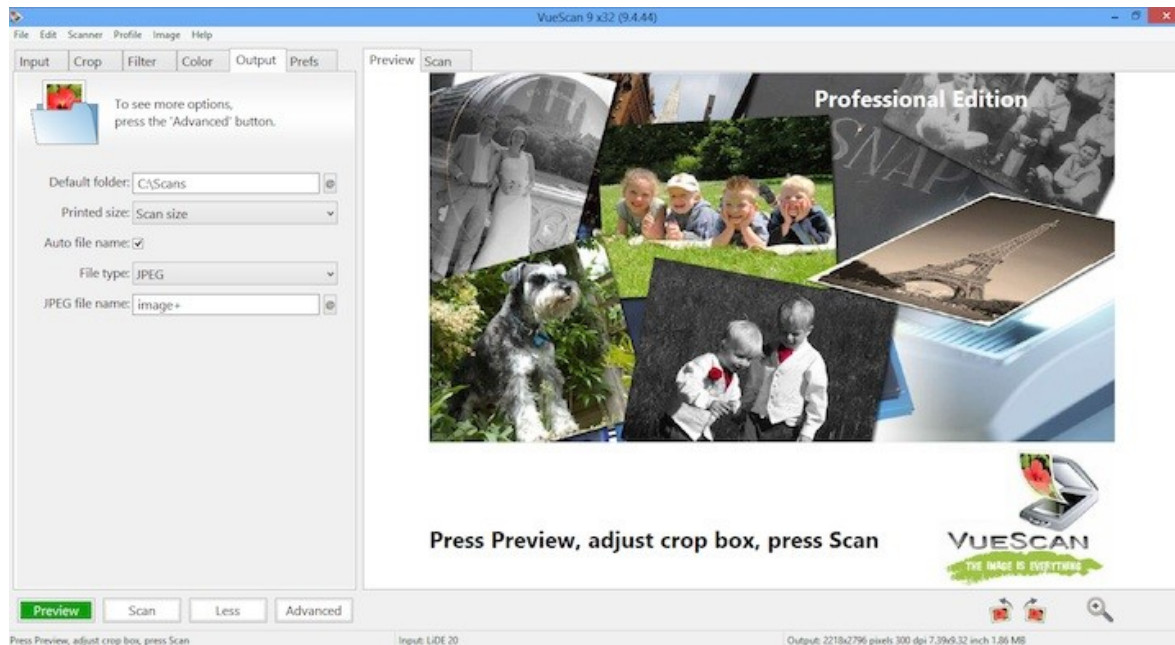 VueScan 9 x32 (9.4.44)
File Edit Scanner Profile Image Help
Input Crop Filter Color Output Prefs
Preview Scan
To see more options,
press the 'Advanced' button.
Default folder: C:\Scans @
Printed size: Scan size
Auto file name:
File type: JPEG
JPEG file name: image+ @
Professional Edition
SNAP
Press Preview, adjust crop box, press Scan
VUESCAN
THE IMAGE IS EVERYTHING
Preview Scan Less Advanced
Press Preview, adjust crop box, press Scan Input: LiDE 20 Output: 2218x2796 pixels 300 dpi 7.39x9.32 inch 1.86 MB